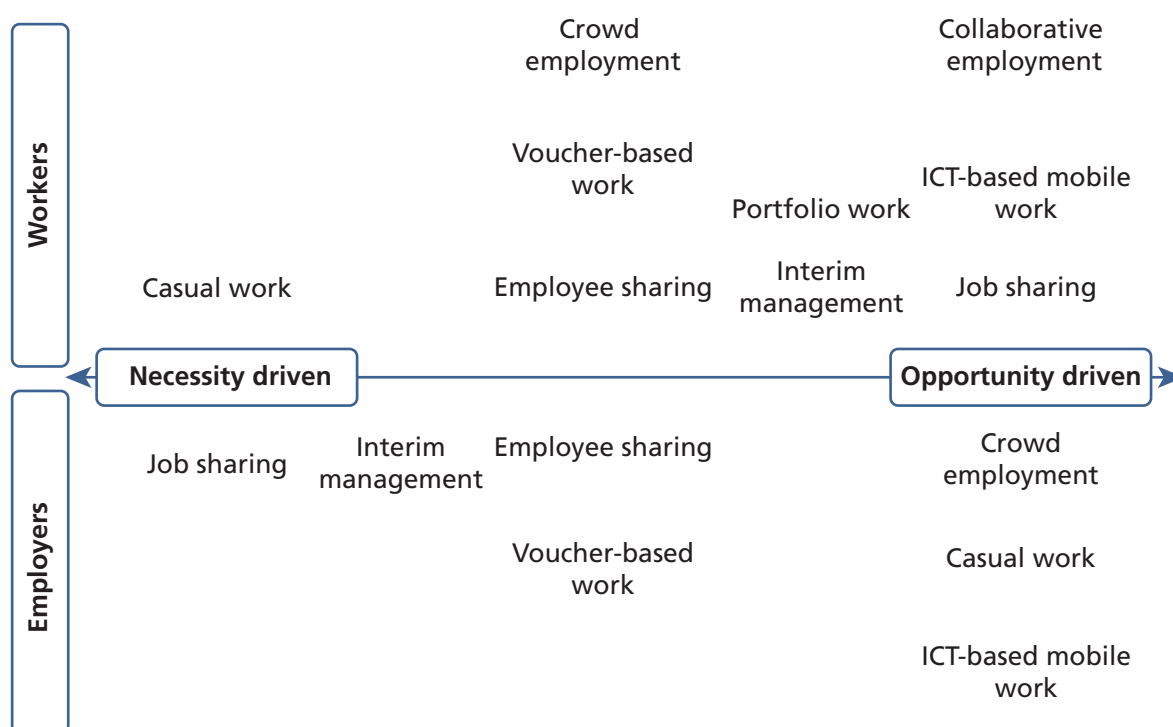 Workers
Crowd
employment
Collaborative
employment
Voucher-based
work
Portfolio work
ICT-based mobile
work
Casual work
Employee sharing
Interim
management
Job sharing
Necessity driven
Opportunity driven
Employers
Job sharing
Interim
management
Employee sharing
Crowd
employment
Voucher-based
work
Casual work
ICT-based mobile
work